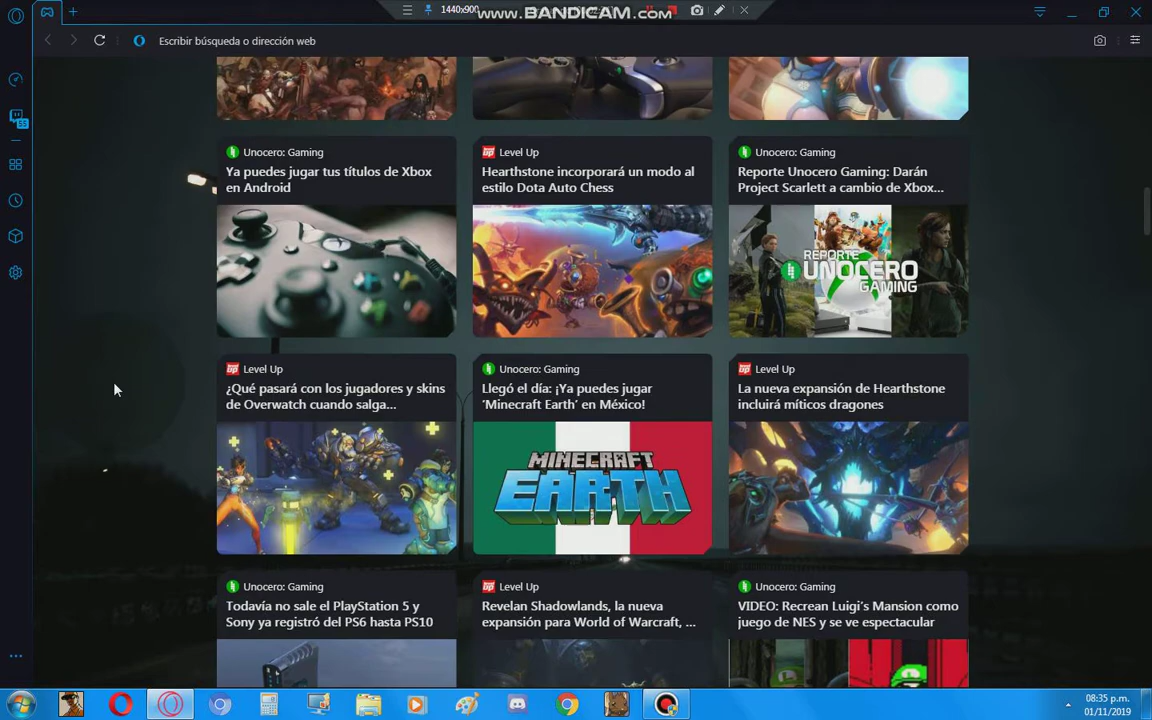 1440x900
www.BANDICAM.com
Escribir búsqueda o dirección web
55
Unocero: Gaming
Ya puedes jugar tus títulos de Xbox
en Android
Level Up
Hearthstone incorporará un modo al
estilo Dota Auto Chess
Unocero: Gaming
Reporte Unocero Gaming: Darán
Project Scarlett a cambio de Xbox...
REPORTE
UNOCERO
GAMING
Level Up
¿Qué pasará con los jugadores y skins
de Overwatch cuando salga...
Unocero: Gaming
Llegó el día: ¡Ya puedes jugar
‘Minecraft Earth’ en México!
MINECRAFT
EARTH
Level Up
La nueva expansión de Hearthstone
incluirá míticos dragones
Unocero: Gaming
Todavía no sale el PlayStation 5 y
Sony ya registró del PS6 hasta PS10
Level Up
Revelan Shadowlands, la nueva
expansión para World of Warcraft, ...
Unocero: Gaming
VIDEO: Recrean Luigi’s Mansion como
juego de NES y se ve espectacular
08:35 p.m.
01/11/2019